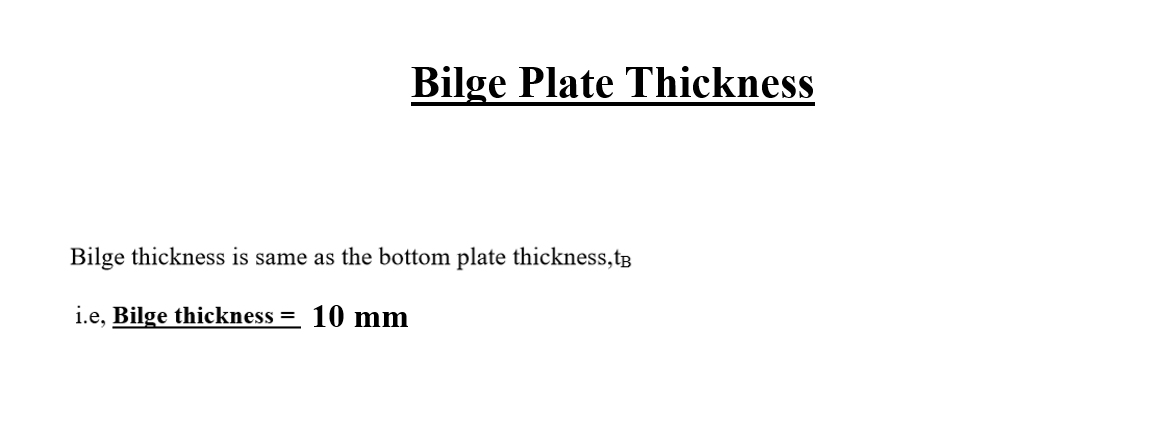 Bilge Plate Thickness
Bilge thickness is same as the bottom plate thickness,tB
i.e, Bilge thickness = 10 mm